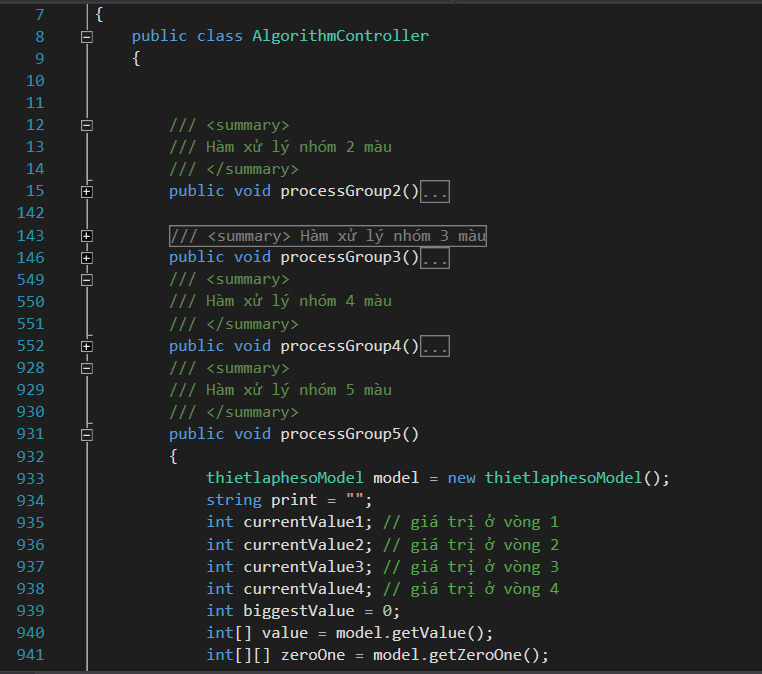 7 {
8 public class AlgorithmController
9 {
10
11
12 /// <summary>
13 /// Hàm xử lý nhóm 2 màu
14 /// </summary>
15 public void processGroup2()...
142
143 /// <summary> Hàm xử lý nhóm 3 màu
146 public void processGroup3()...
549 /// <summary>
550 /// Hàm xử lý nhóm 4 màu
551 /// </summary>
552 public void processGroup4()...
928 /// <summary>
929 /// Hàm xử lý nhóm 5 màu
930 /// </summary>
931 public void processGroup5()
932 {
933 thietlaphesoModel model = new thietlaphesoModel();
934 string print = "";
935 int currentValue1; // giá trị ở vòng 1
936 int currentValue2; // giá trị ở vòng 2
937 int currentValue3; // giá trị ở vòng 3
938 int currentValue4; // giá trị ở vòng 4
939 int biggestValue = 0;
940 int[] value = model.getValue();
941 int[][] zeroOne = model.getZeroOne();